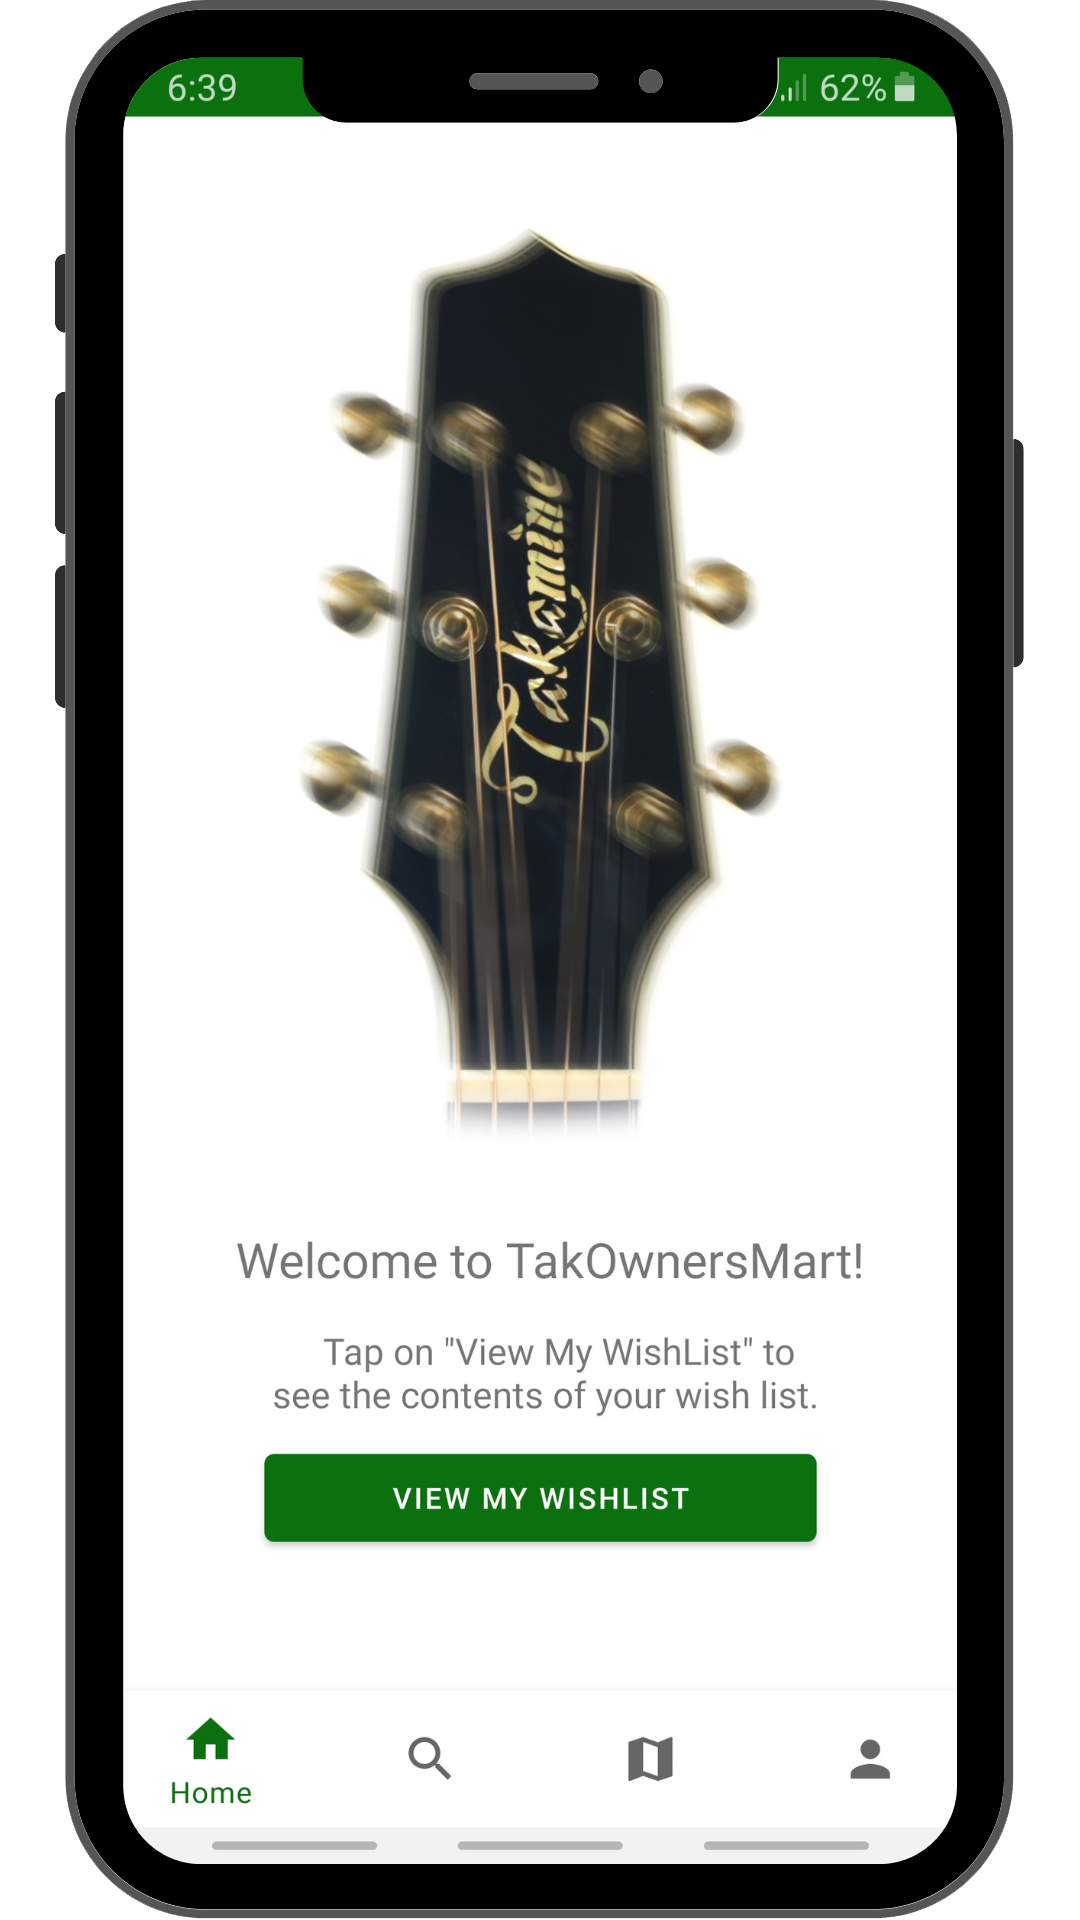 6:39
62%
Takamine
Welcome to TakOwnersMart!
Tap on "View My WishList" to
see the contents of your wish list.
VIEW MY WISHLIST
Home